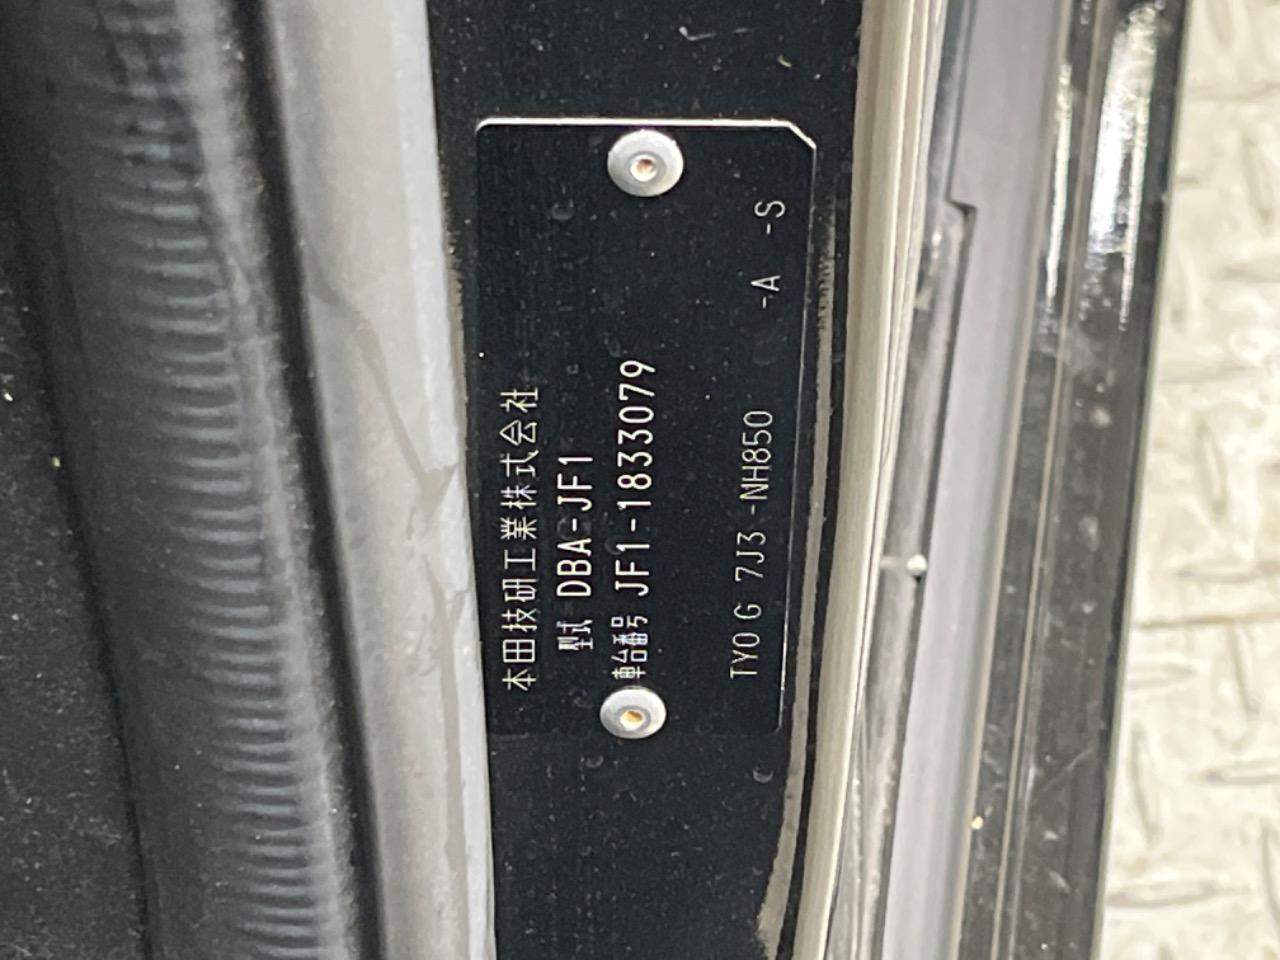 本田技研工業株式会社
型式 DBA-JF1
車台番号 JF1-1833079
TY0 G 7J3 -NH850 -A -S